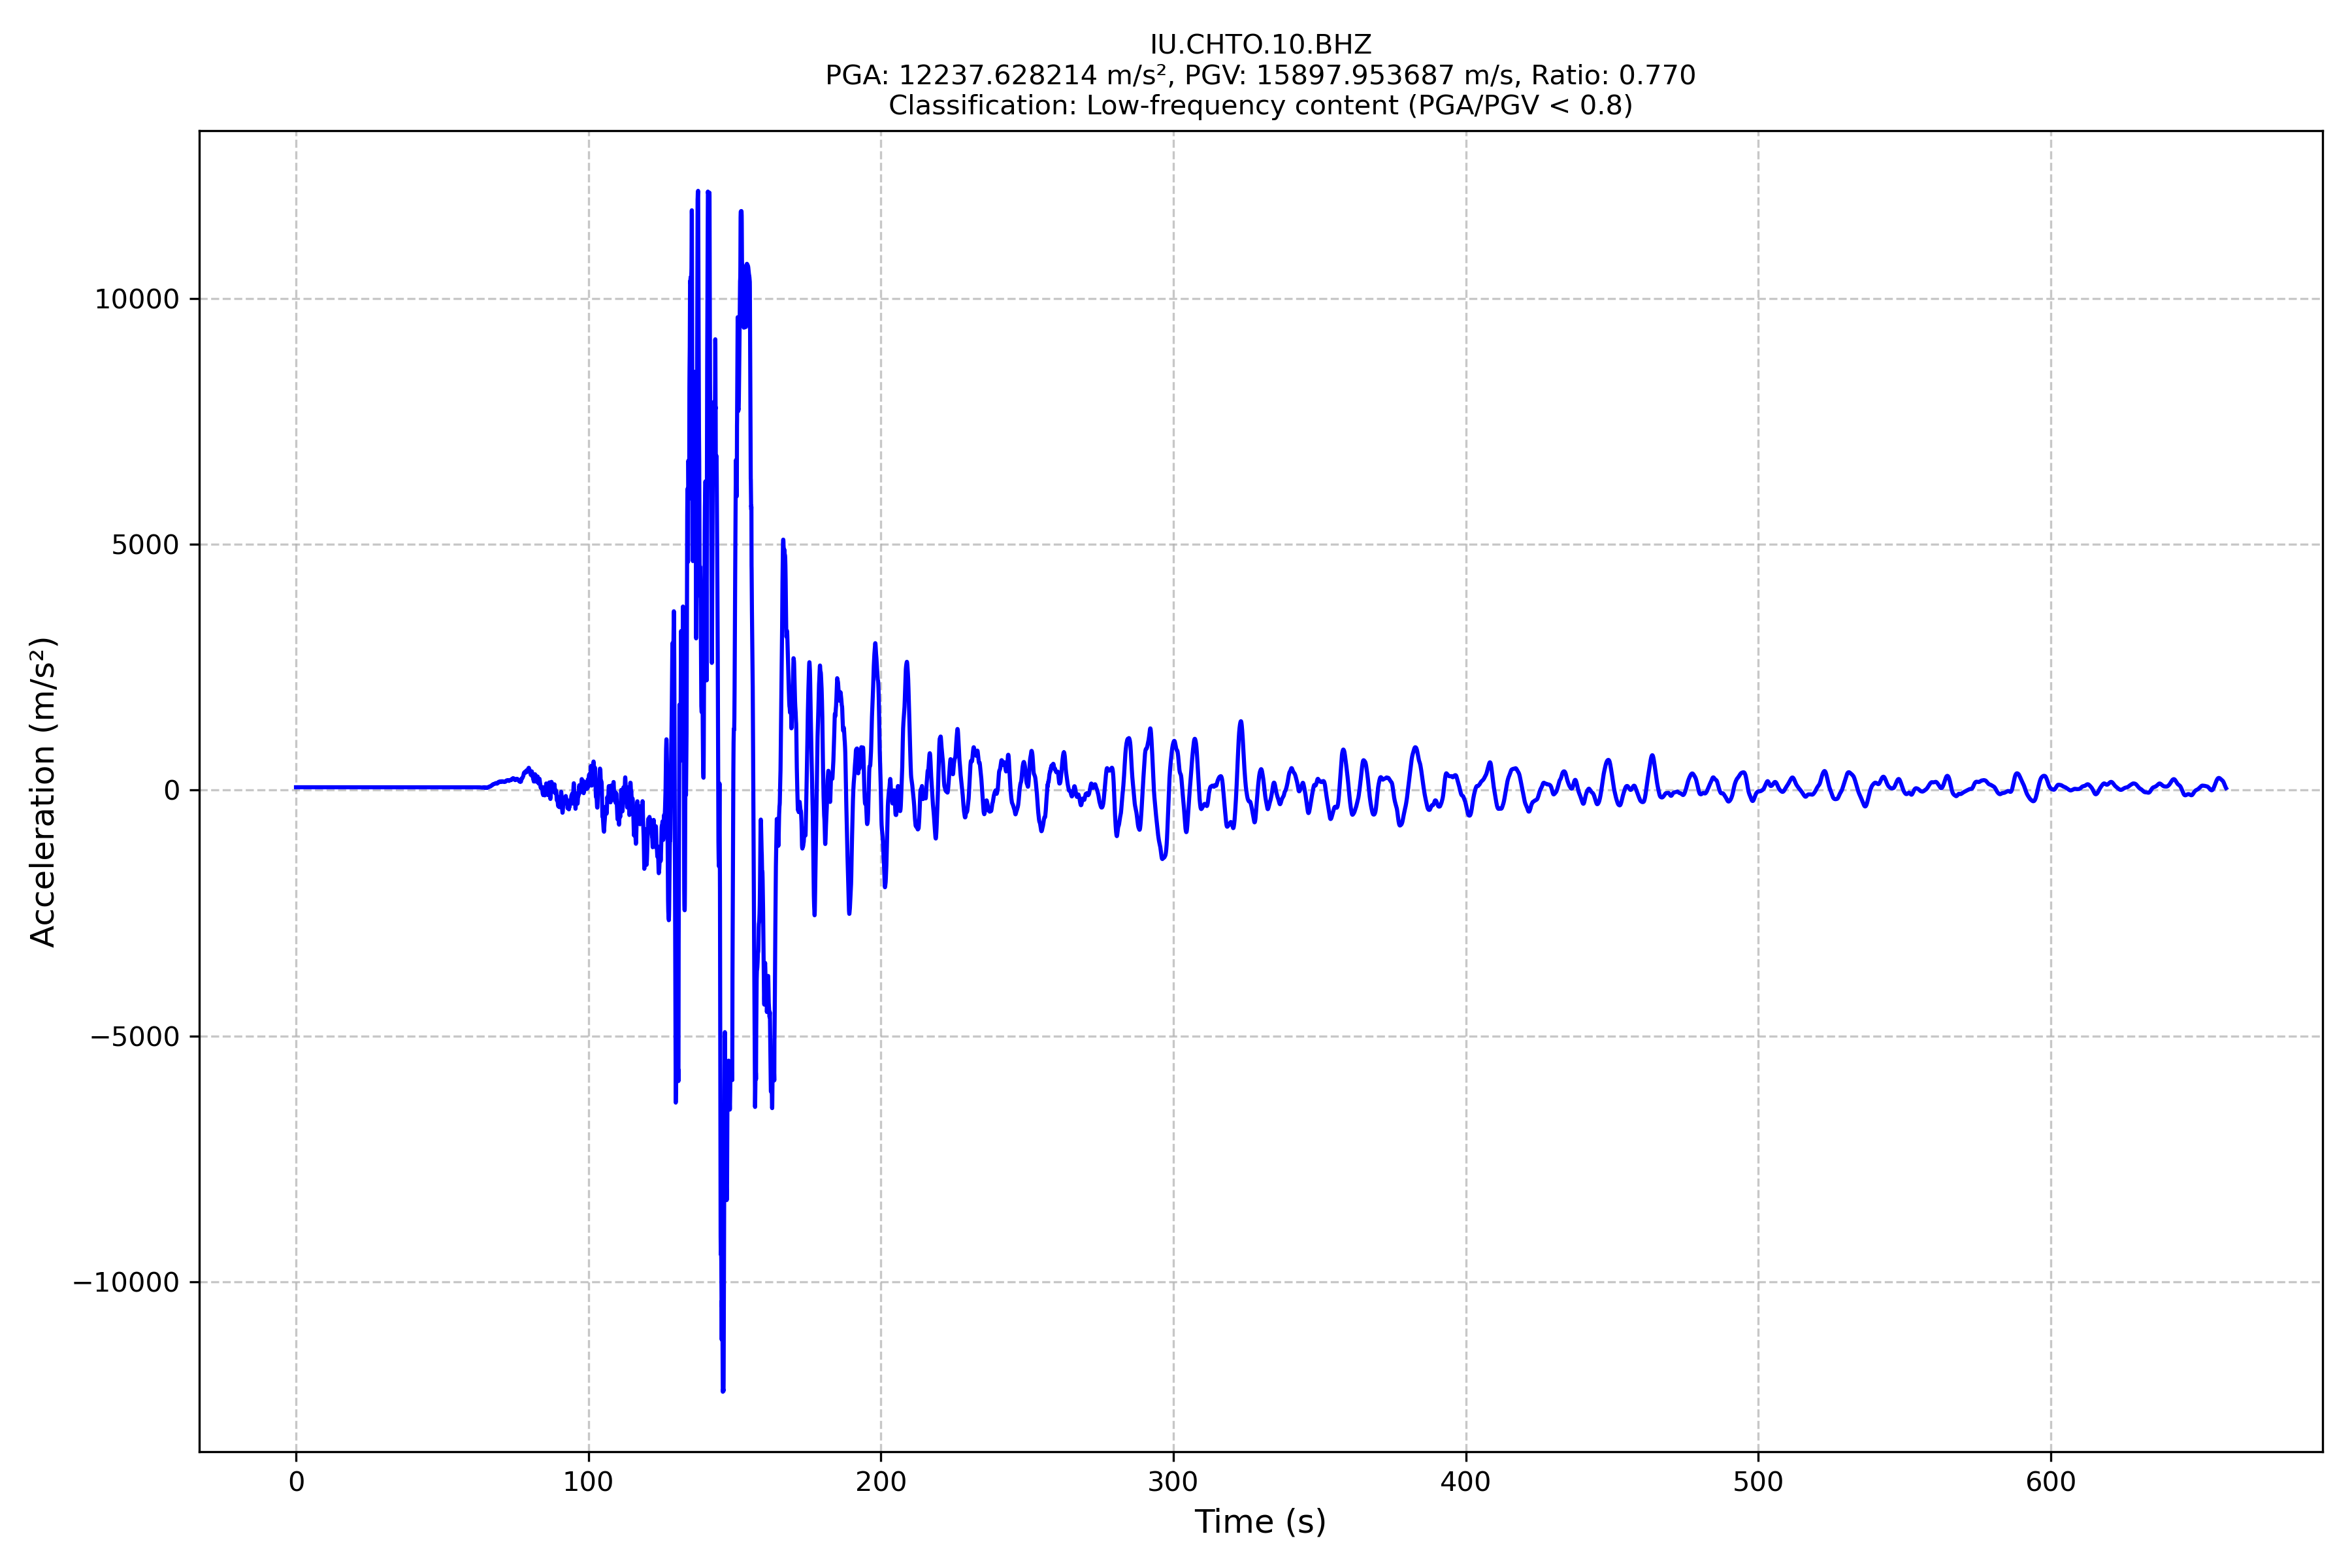 IU.CHTO.10.BHZ
PGA: 12237.628214 m/s², PGV: 15897.953687 m/s, Ratio: 0.770
Classification: Low-frequency content (PGA/PGV < 0.8)
Acceleration (m/s²)
10000
5000
0
−5000
−10000
0 100 200 300 400 500 600
Time (s)